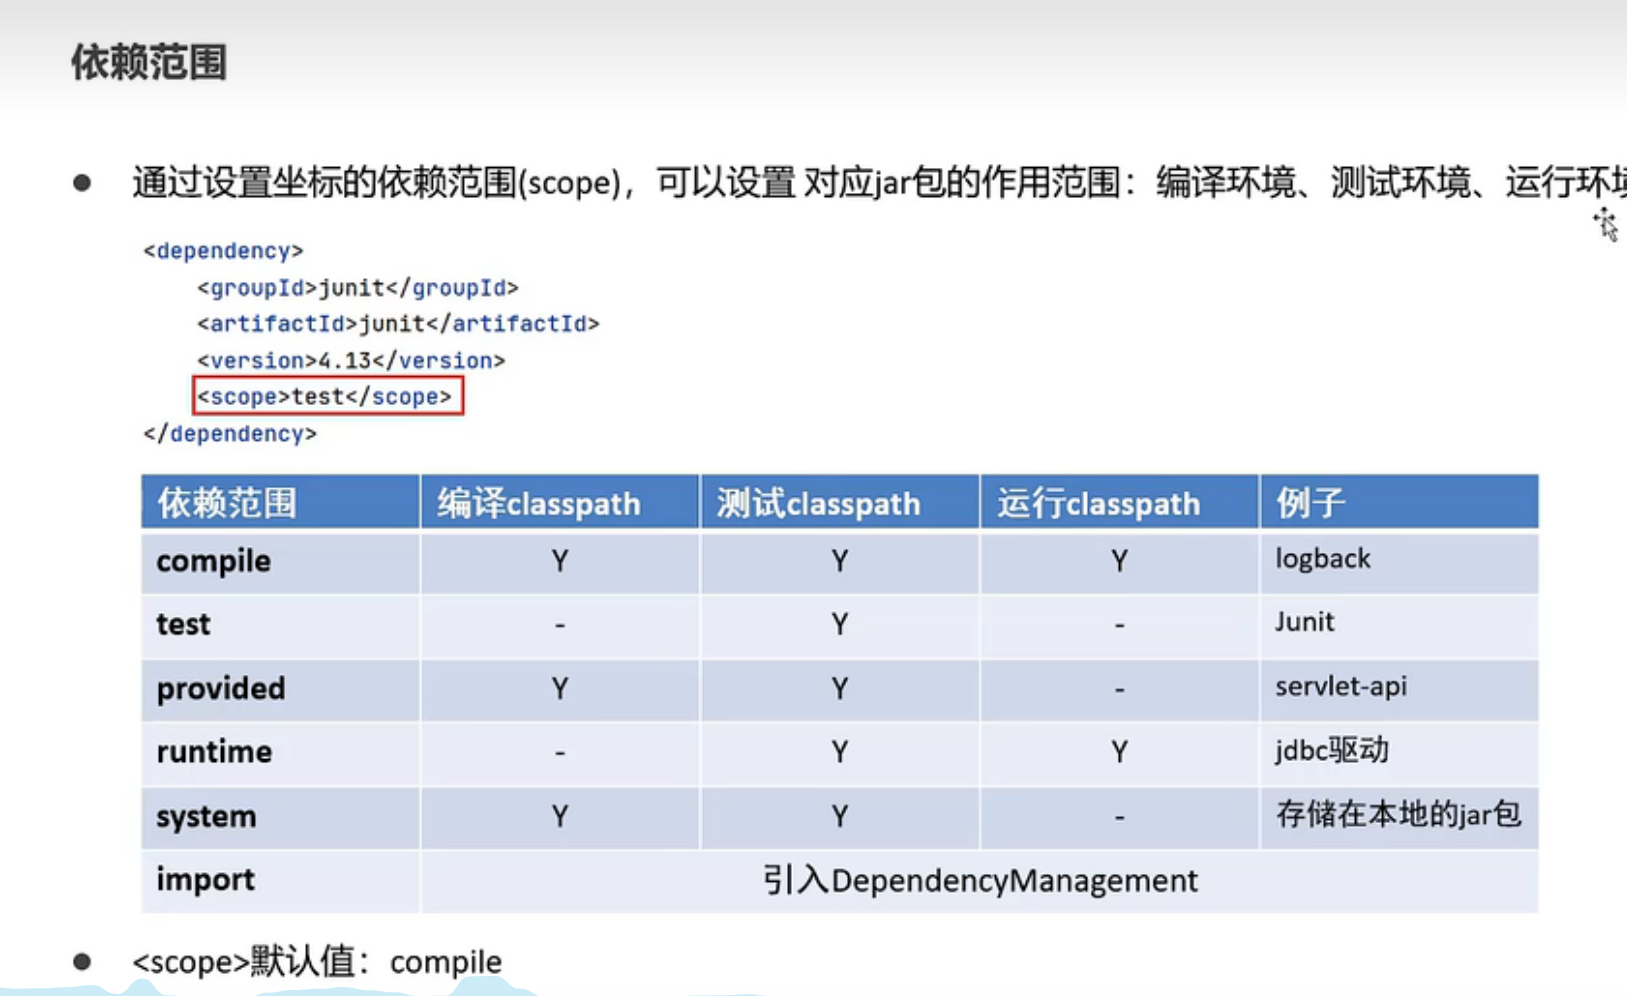 依赖范围
通过设置坐标的依赖范围(scope)，可以设置 对应jar包的作用范围：编译环境、测试环境、运行环境
<dependency>
<groupId>junit</groupId>
<artifactId>junit</artifactId>
<version>4.13</version>
<scope>test</scope>
</dependency>
依赖范围 编译classpath 测试classpath 运行classpath 例子
compile Y Y Y logback
test - Y - Junit
provided Y Y - servlet-api
runtime - Y Y jdbc驱动
system Y Y - 存储在本地的jar包
import 引入DependencyManagement
<scope>默认值：compile